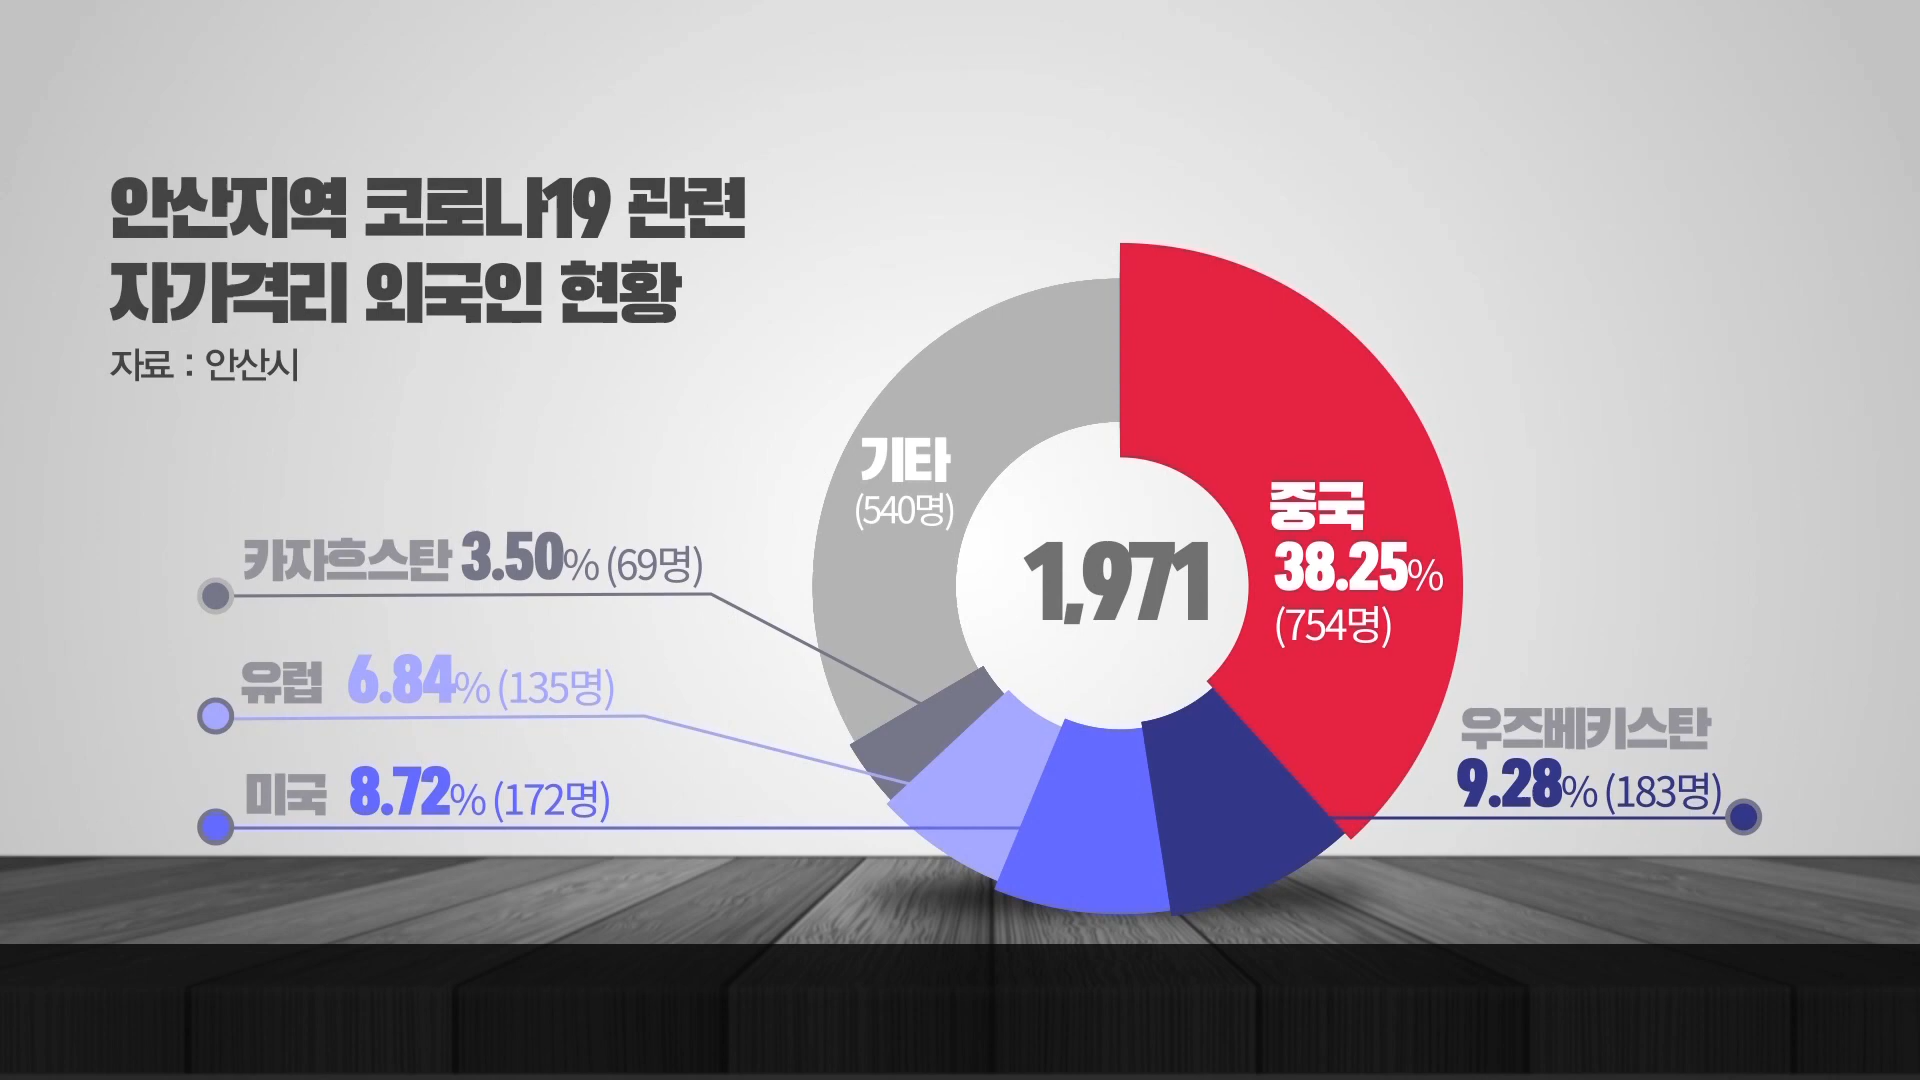 안산지역 코로나19 관련
자가격리 외국인 현황
자료 : 안산시
기타
(540명)
중국
38.25%
(754명)
1,971
카자흐스탄 3.50% (69명)
유럽 6.84% (135명)
미국 8.72% (172명)
우즈베키스탄
9.28% (183명)